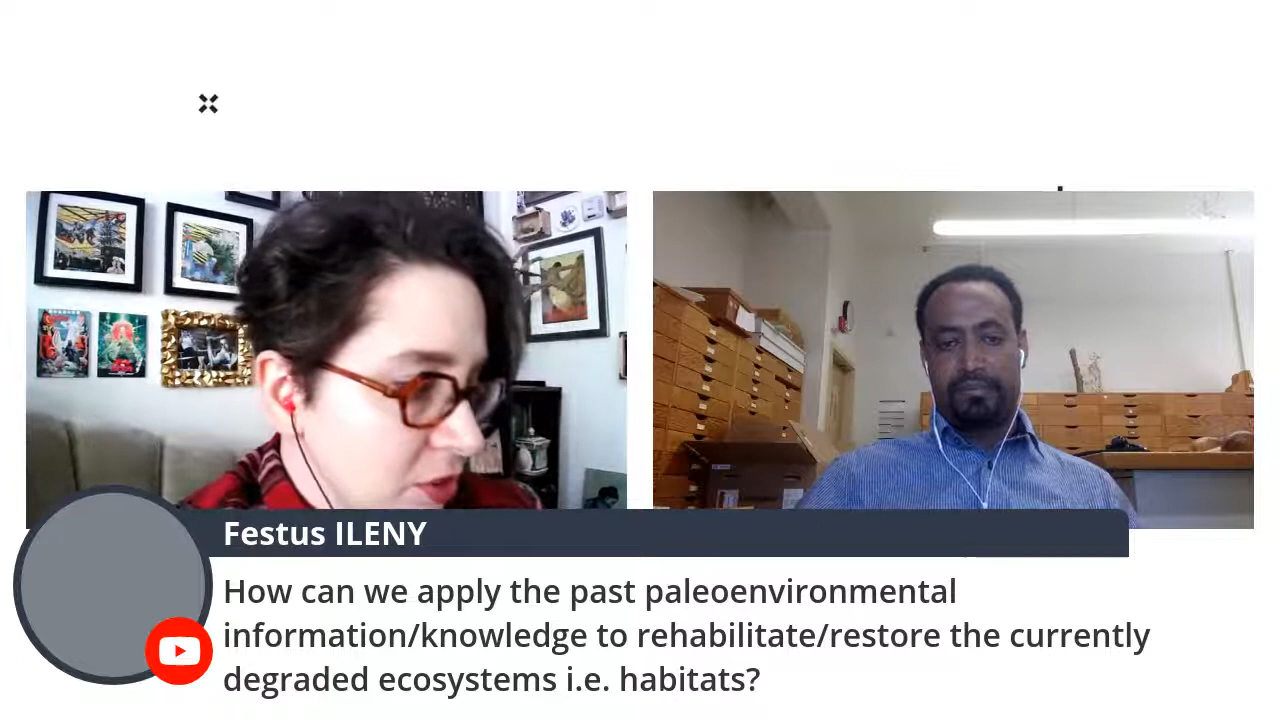 Festus ILENY
How can we apply the past paleoenvironmental
information/knowledge to rehabilitate/restore the currently
degraded ecosystems i.e. habitats?